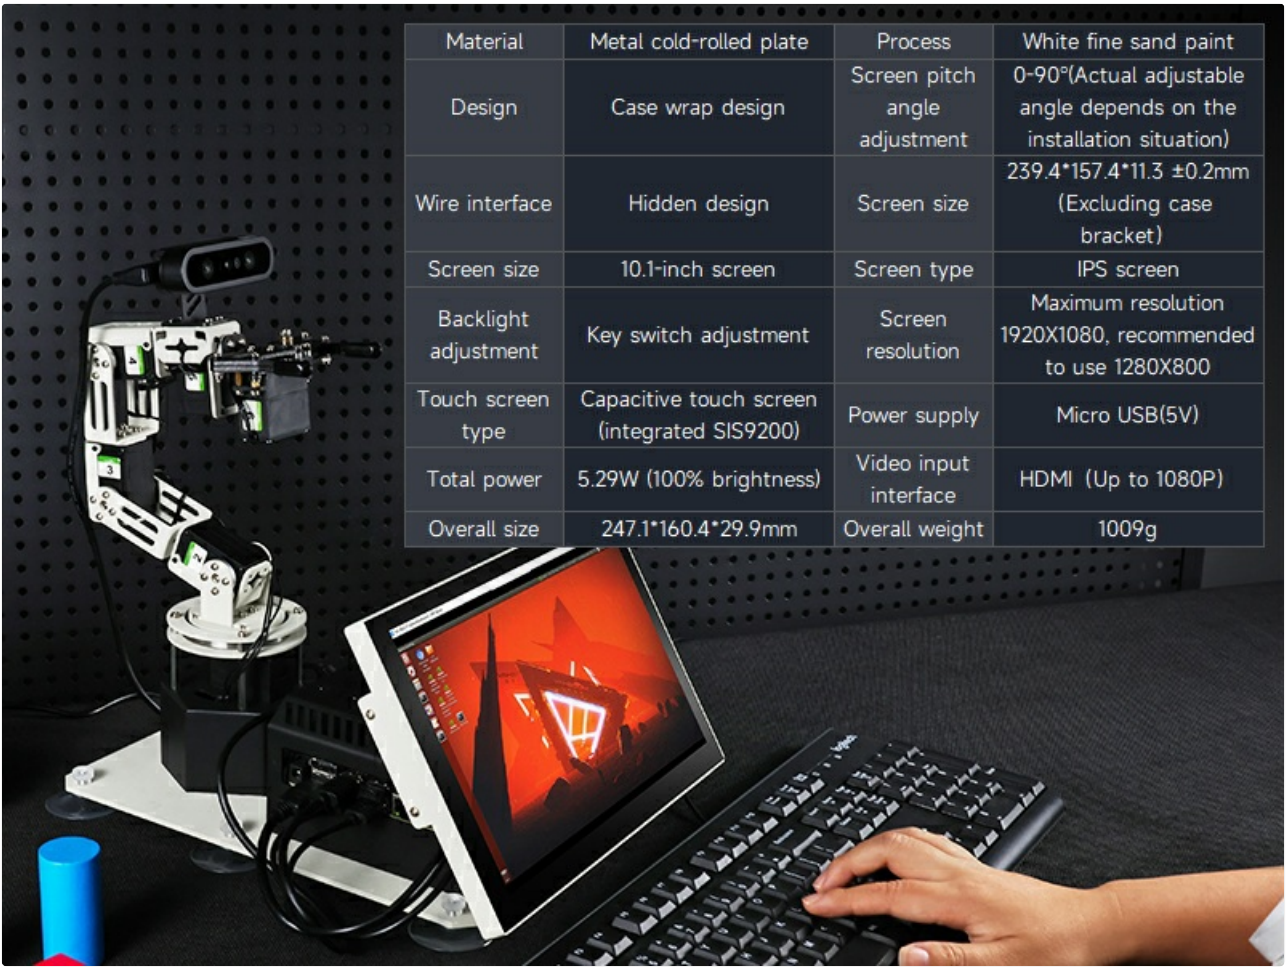 Material Metal cold-rolled plate Process White fine sand paint
Design Case wrap design Screen pitch angle adjustment 0-90°(Actual adjustable angle depends on the installation situation)
Wire interface Hidden design Screen size 239.4*157.4*11.3 ±0.2mm (Excluding case bracket)
Screen size 10.1-inch screen Screen type IPS screen
Backlight adjustment Key switch adjustment Screen resolution Maximum resolution 1920X1080, recommended to use 1280X800
Touch screen type Capacitive touch screen (integrated SIS9200) Power supply Micro USB(5V)
Total power 5.29W (100% brightness) Video input interface HDMI (Up to 1080P)
Overall size 247.1*160.4*29.9mm Overall weight 1009g
4
3
2
logitech